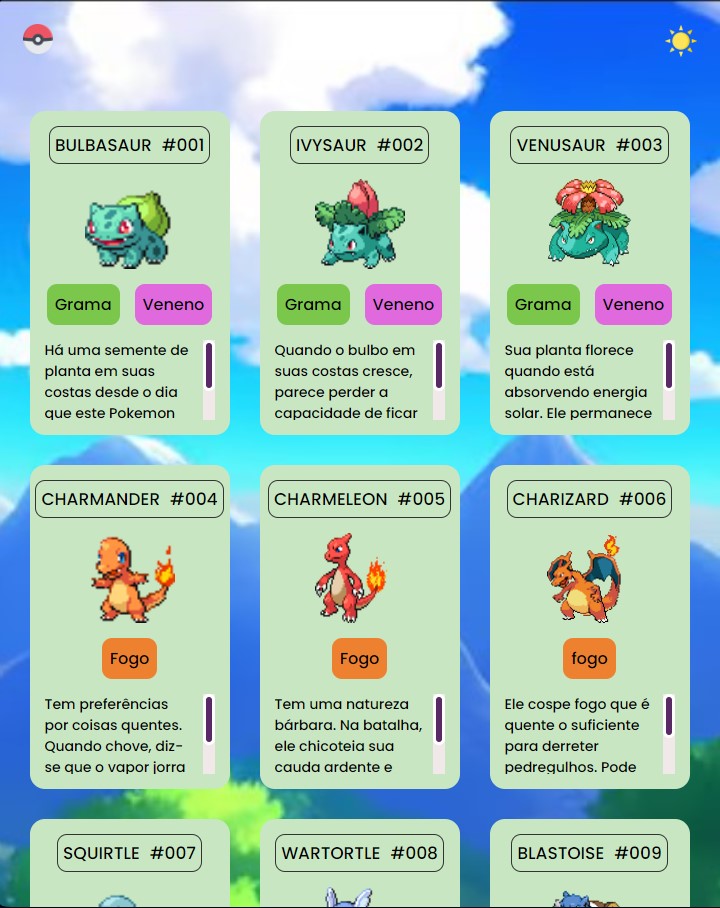 BULBASAUR #001
IVYSAUR #002
VENUSAUR #003
Grama Veneno
Grama Veneno
Grama Veneno
Há uma semente de
planta em suas
costas desde o dia
que este Pokemon
Quando o bulbo em
suas costas cresce,
parece perder a
capacidade de ficar
Sua planta florece
quando está
absorvendo energia
solar. Ele permanece
CHARMANDER #004
CHARMELEON #005
CHARIZARD #006
Fogo
Fogo
fogo
Tem preferências
por coisas quentes.
Quando chove, diz-
se que o vapor jorra
Tem uma natureza
bárbara. Na batalha,
ele chicoteia sua
cauda ardente e
Ele cospe fogo que é
quente o suficiente
para derreter
pedregulhos. Pode
SQUIRTLE #007
WARTORTLE #008
BLASTOISE #009